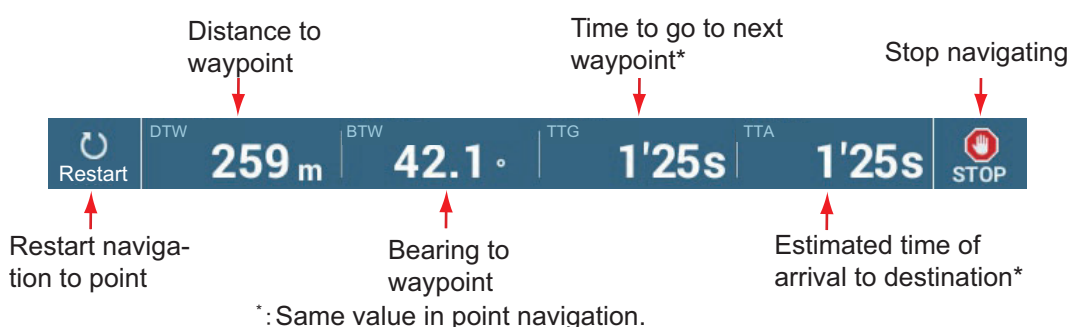 Distance to
waypoint
Time to go to next
waypoint*
Stop navigating
Restart
DTW
259 m
BTW
42.1 °
TTG
1'25s
TTA
1'25s
STOP
Restart naviga-
tion to point
Bearing to
waypoint
Estimated time of
arrival to destination*
*: Same value in point navigation.